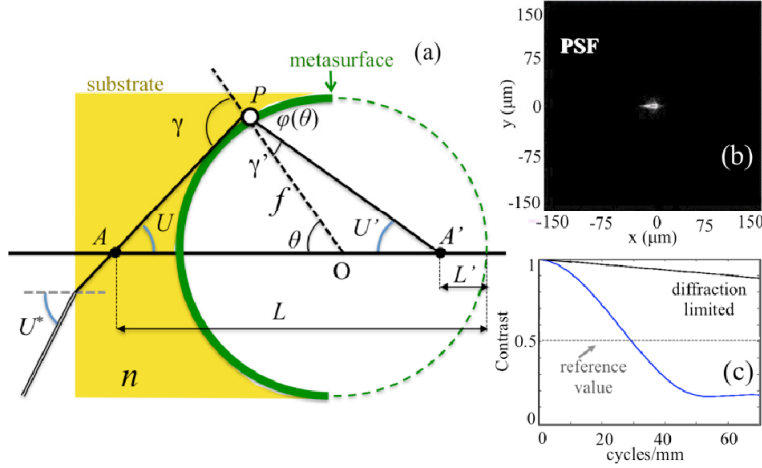 (a)
substrate
metasurface
P
γ
φ(θ)
γ'
f
A
U
θ
U'
A'
O
L'
L
U*
n
150
75
0
-75
-150
y (μm)
PSF
(b)
-150
-75
0
75
150
x (μm)
1
0.5
0
Contrast
diffraction
limited
reference
value
(c)
0
20
40
60
cycles/mm